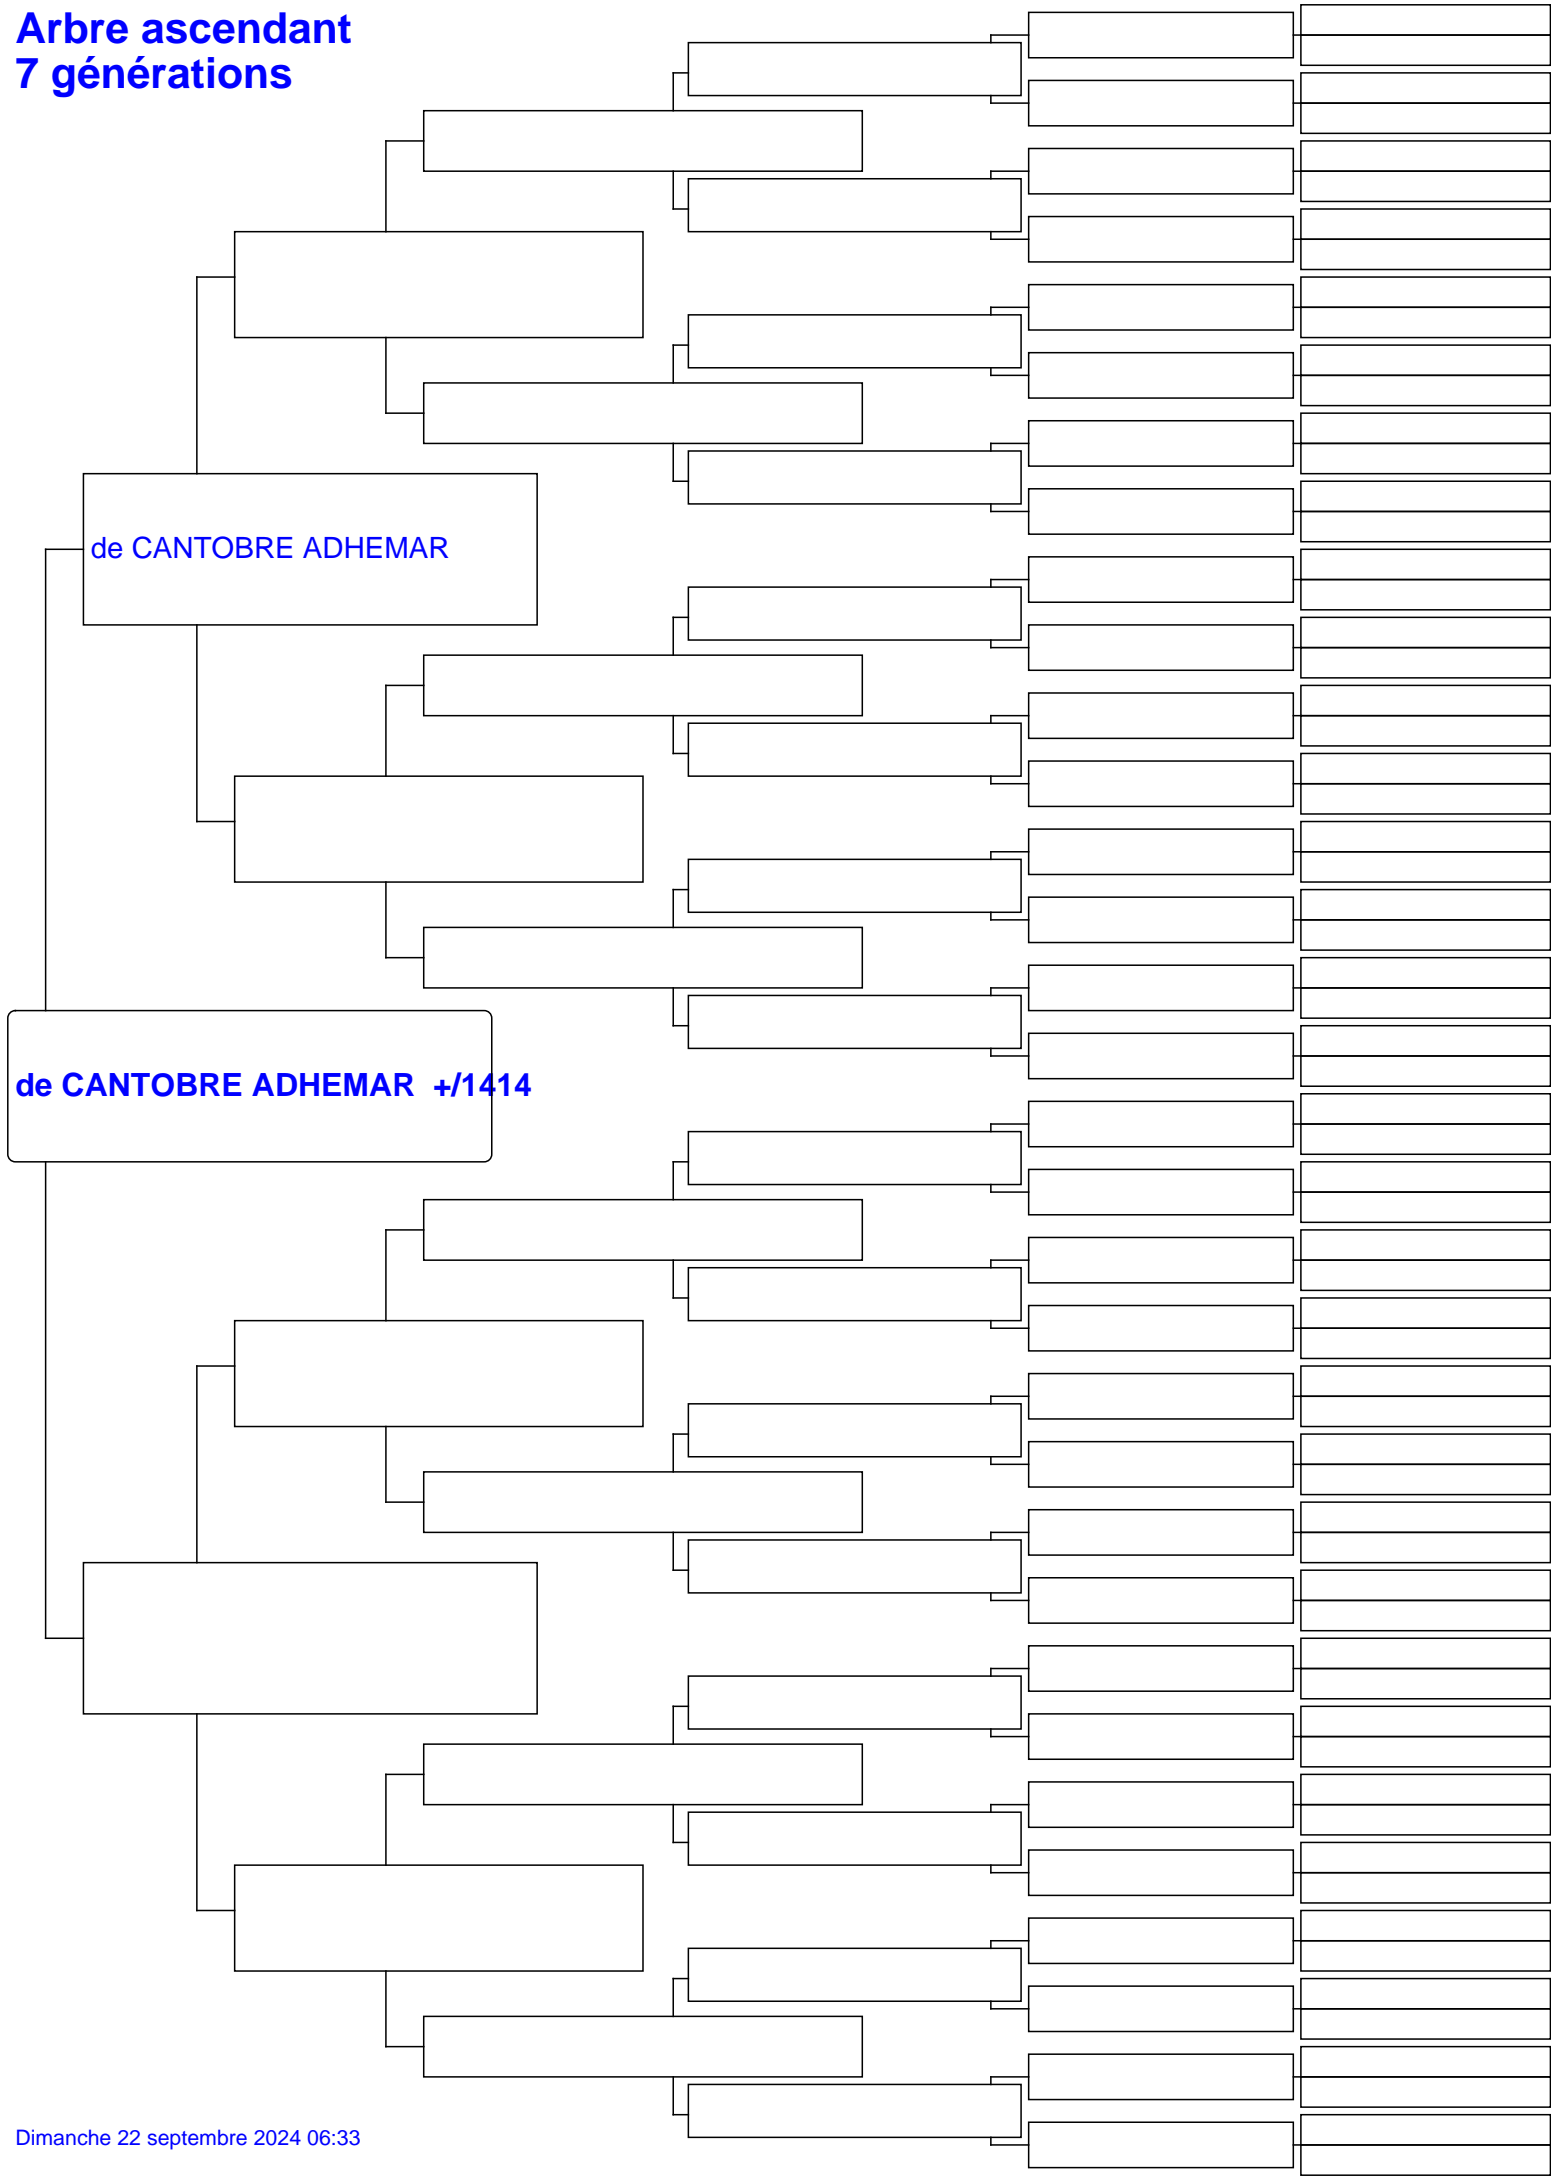 Arbre ascendant
7 générations
de CANTOBRE ADHEMAR
de CANTOBRE ADHEMAR  +/1414
Dimanche 22 septembre 2024 06:33